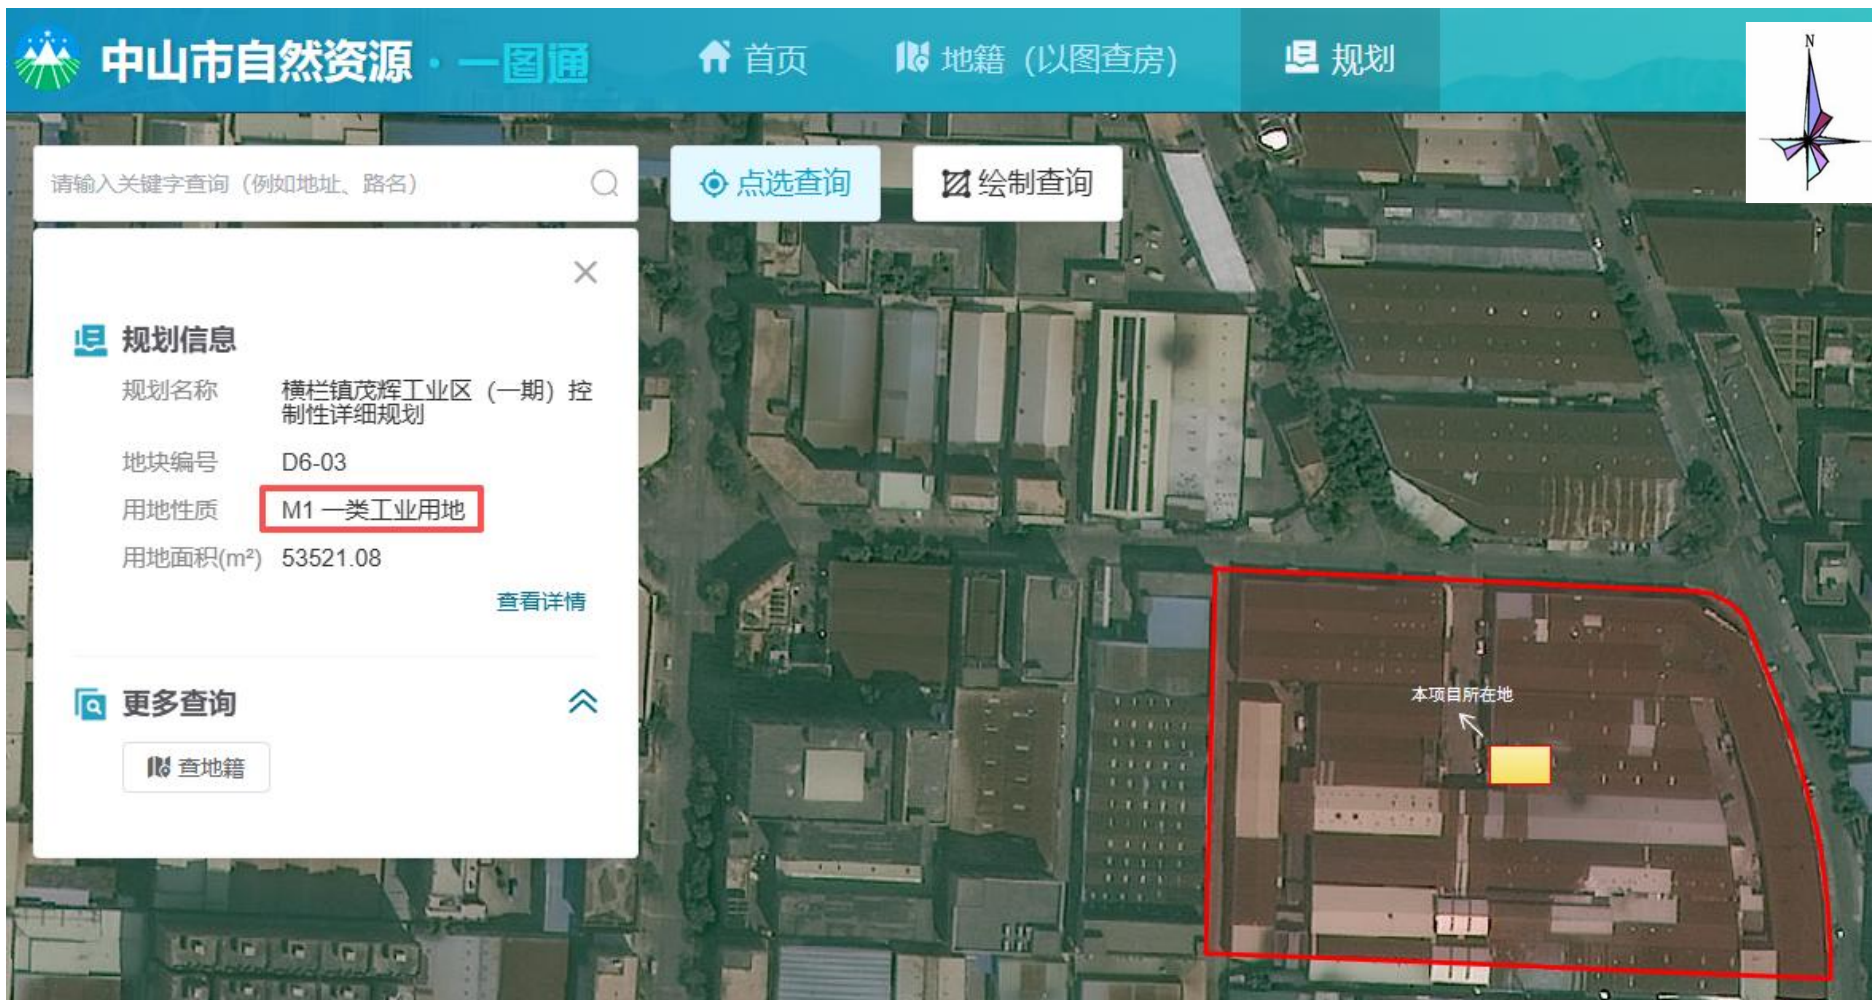 中山市自然资源·一图通
首页
地籍（以图查房）
规划
N
请输入关键字查询（例如地址、路名）
点选查询
绘制查询
规划信息
规划名称 横栏镇茂辉工业区（一期）控
制性详细规划
地块编号 D6-03
用地性质 M1 一类工业用地
用地面积(m²) 53521.08
查看详情
更多查询
查地籍
本项目所在地